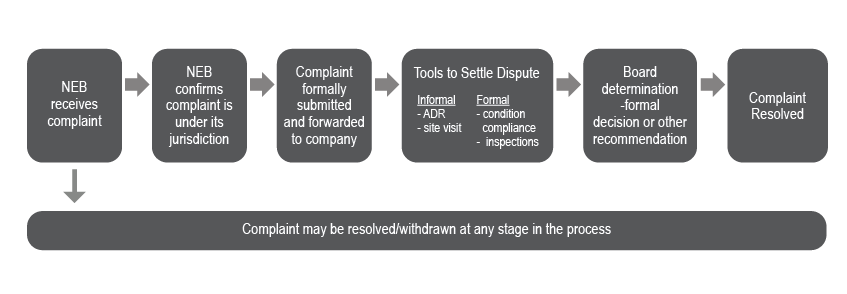 NEB
receives
complaint
NEB
confirms
complaint is
under its
jurisdiction
Complaint
formally
submitted
and forwarded
to company
Tools to Settle Dispute
Informal
- ADR
- site visit
Formal
- condition
compliance
- inspections
Board
determination
-formal
decision or other
recommendation
Complaint
Resolved
Complaint may be resolved/withdrawn at any stage in the process